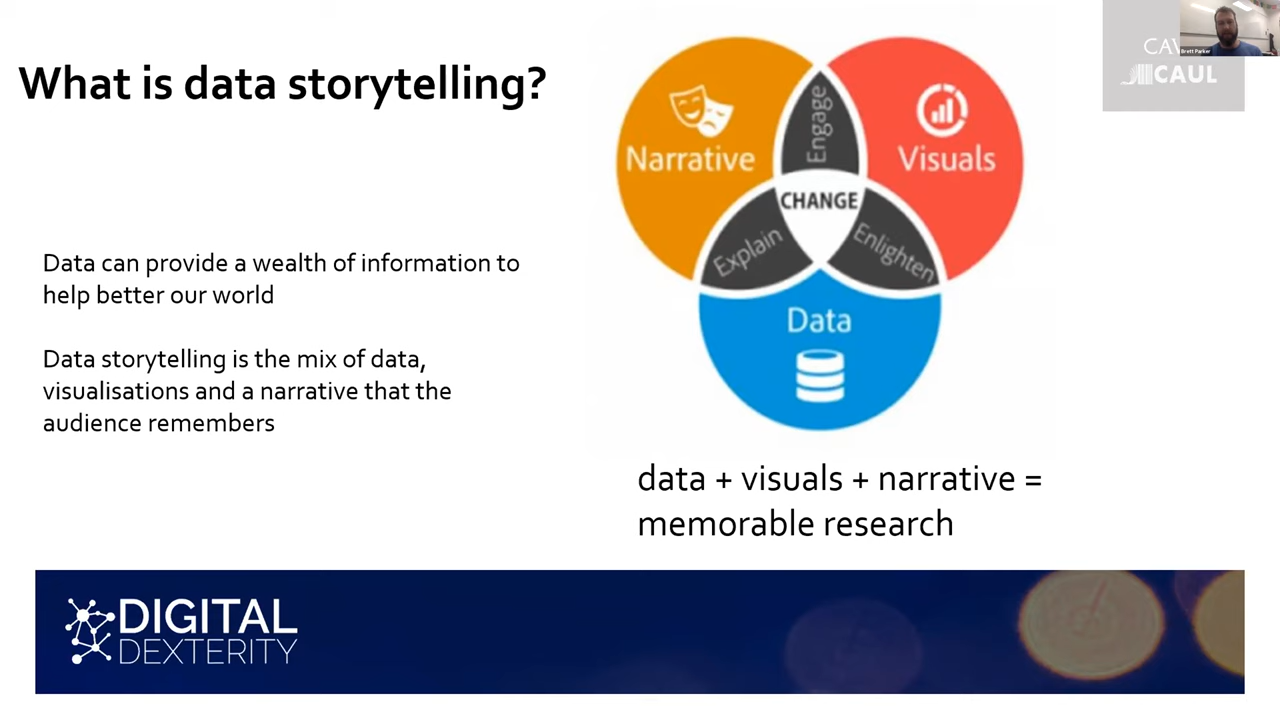 What is data storytelling?
Data can provide a wealth of information to
help better our world
Data storytelling is the mix of data,
visualisations and a narrative that the
audience remembers
Narrative
Engage
Visuals
CHANGE
Explain
Enlighten
Data
data + visuals + narrative =
memorable research
Brett Parker
CAUL
DIGITAL
DEXTERITY